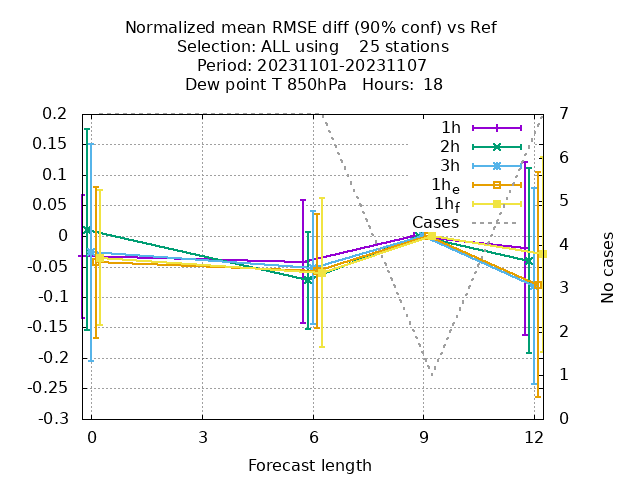 Normalized mean RMSE diff (90% conf) vs Ref
Selection: ALL using    25 stations
Period: 20231101-20231107
Dew point T 850hPa   Hours:  18
0.2
0.15
0.1
0.05
0
-0.05
-0.1
-0.15
-0.2
-0.25
-0.3
7
6
5
4
3
2
1
0
1h
2h
3h
1h_e
1h_f
Cases
No cases
0 3 6 9 12
Forecast length